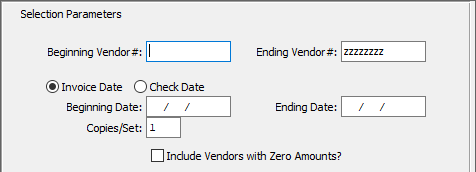 Selection Parameters
Beginning Vendor#: Ending Vendor#: zzzzzzzz
Invoice Date Check Date
Beginning Date: / / Ending Date: / /
Copies/Set: 1
Include Vendors with Zero Amounts?